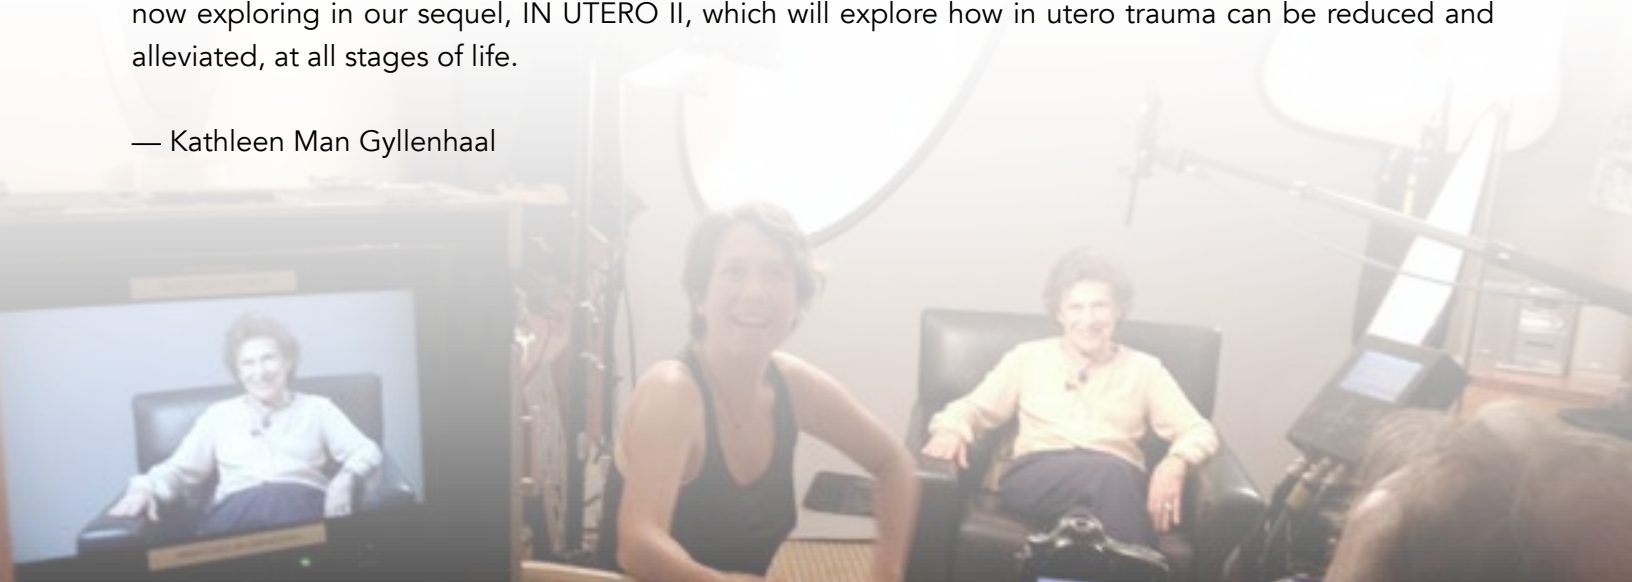 now exploring in our sequel, IN UTERO II, which will explore how in utero trauma can be reduced and
alleviated, at all stages of life.
— Kathleen Man Gyllenhaal